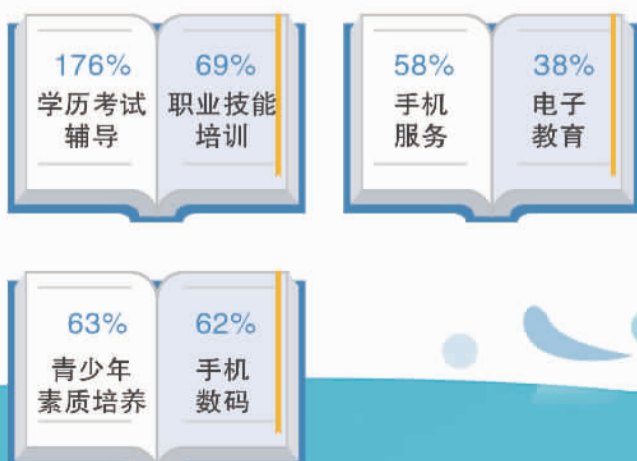 176%
学历考试
辅导
69%
职业技能
培训
58%
手机
服务
38%
电子
教育
63%
青少年
素质培养
62%
手机
数码